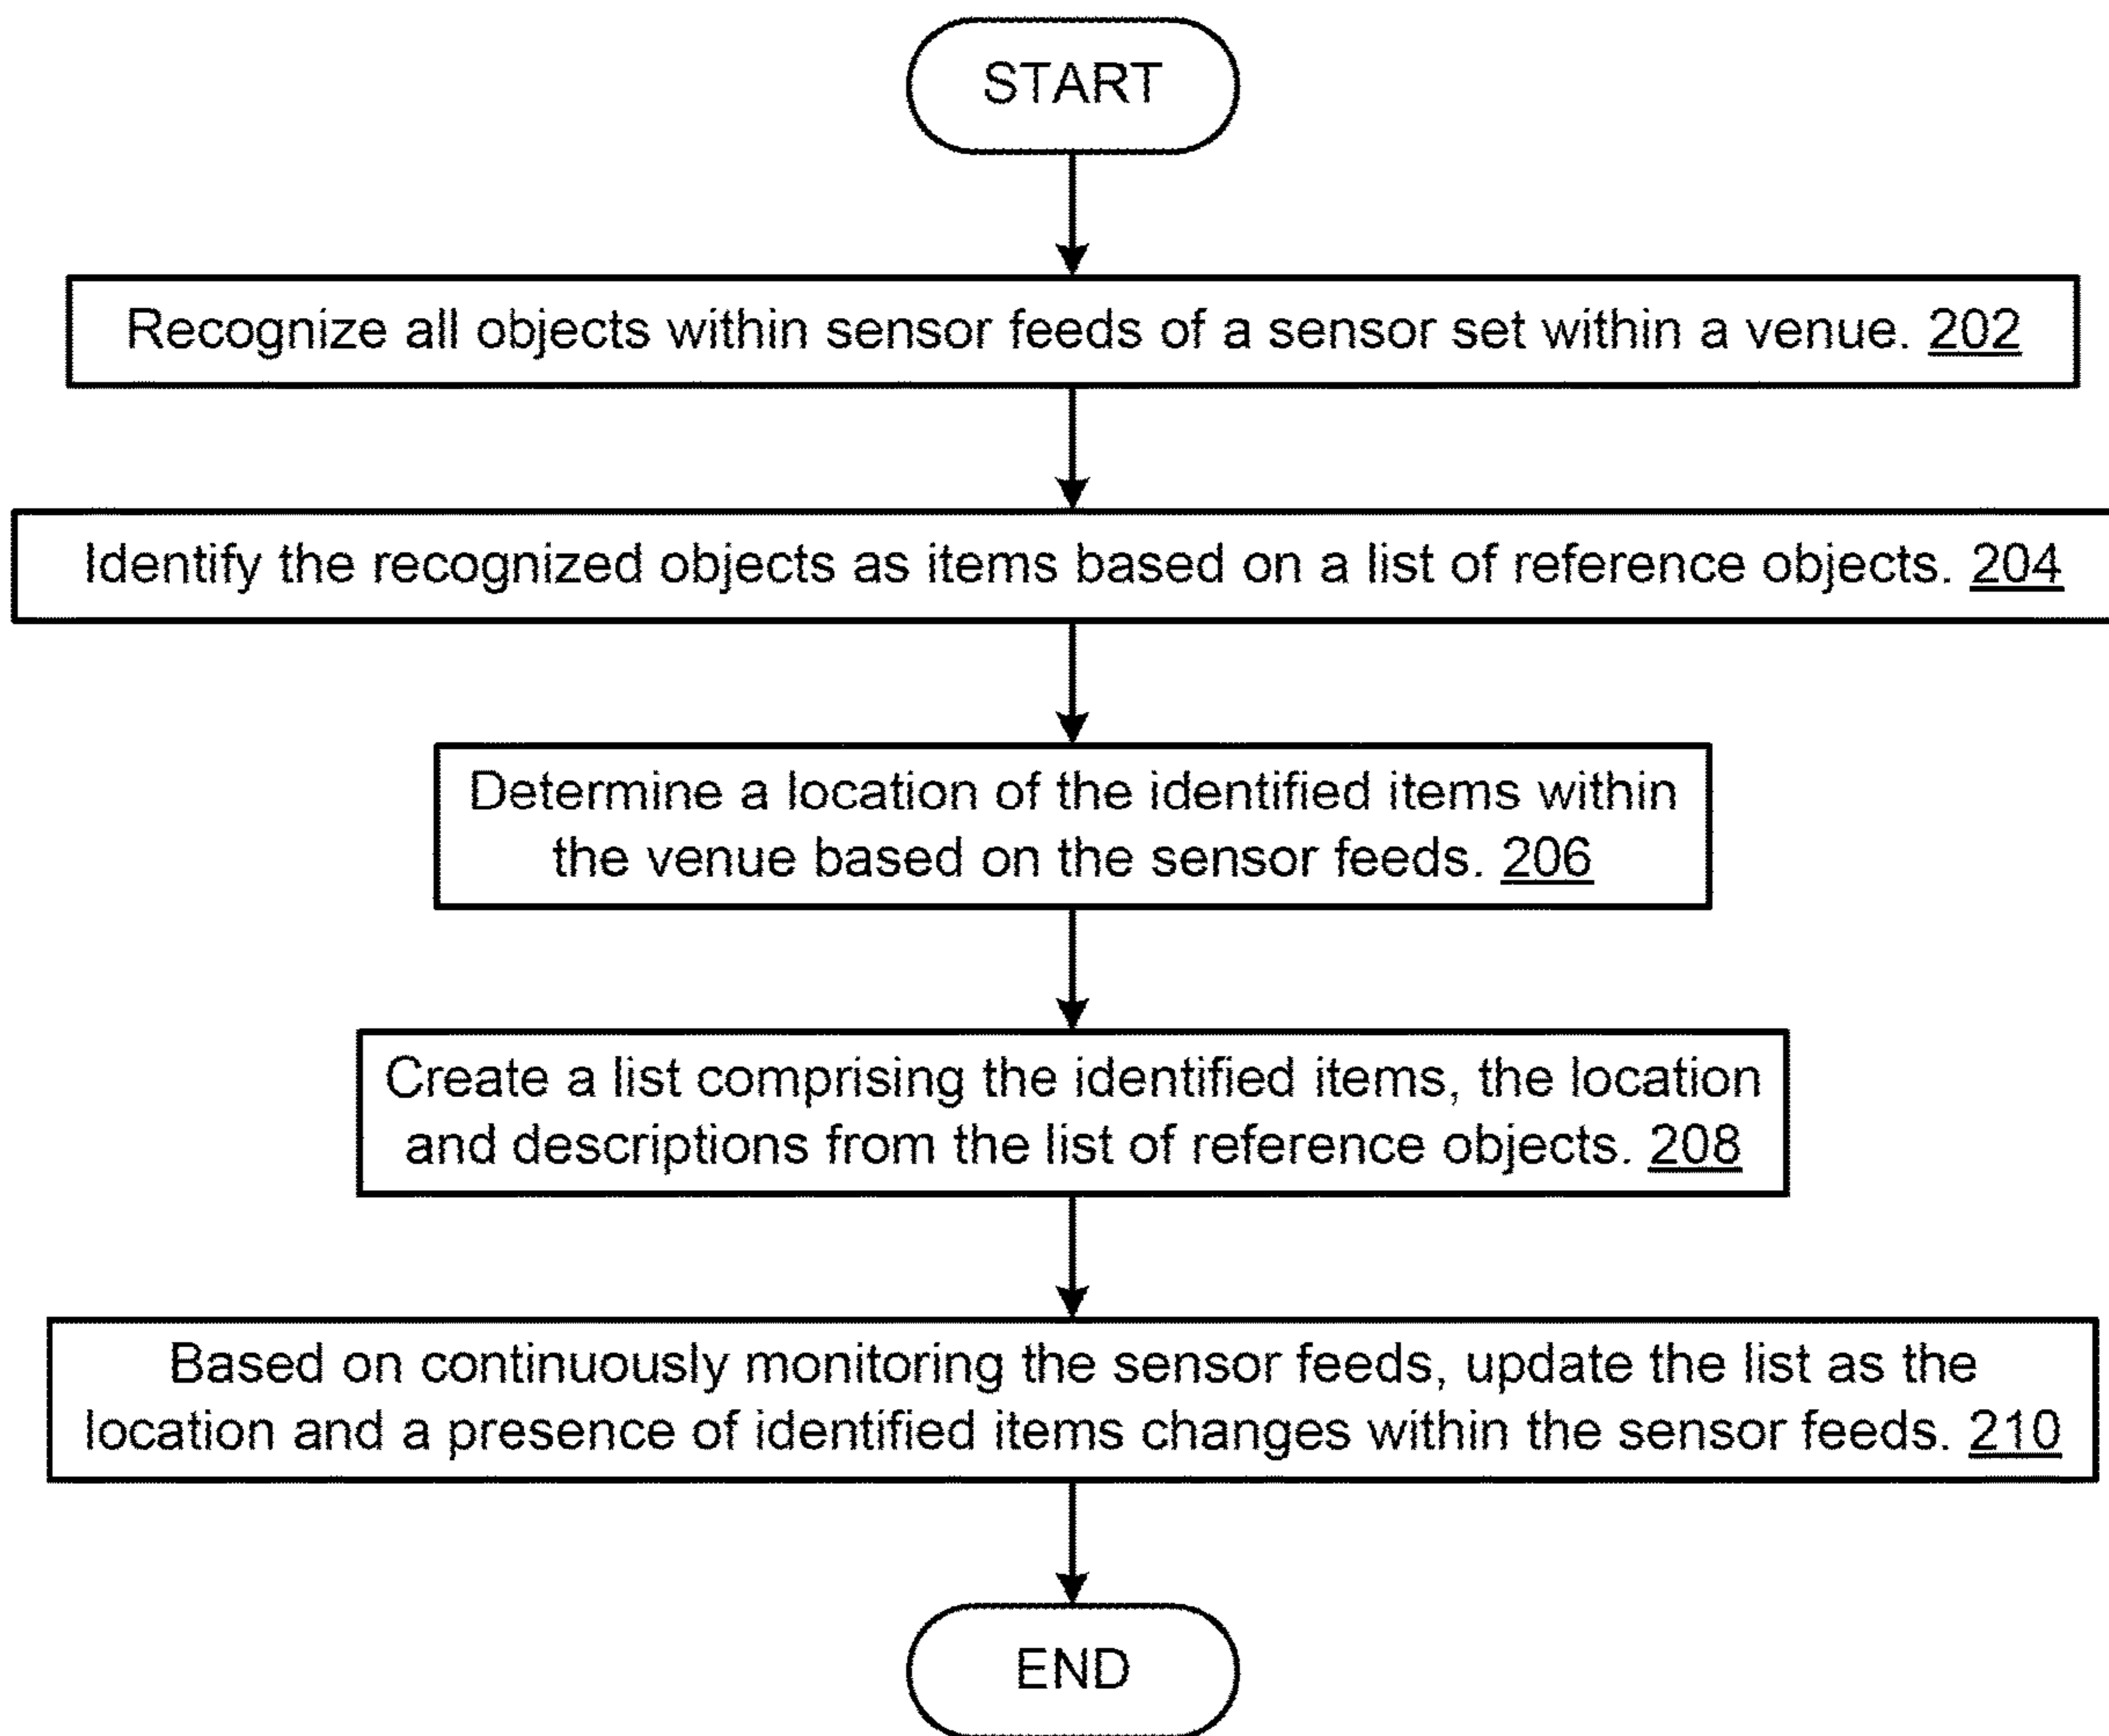 START
Recognize all objects within sensor feeds of a sensor set within a venue. 202
Identify the recognized objects as items based on a list of reference objects. 204
Determine a location of the identified items within
the venue based on the sensor feeds. 206
Create a list comprising the identified items, the location
and descriptions from the list of reference objects. 208
Based on continuously monitoring the sensor feeds, update the list as the
location and a presence of identified items changes within the sensor feeds. 210
END